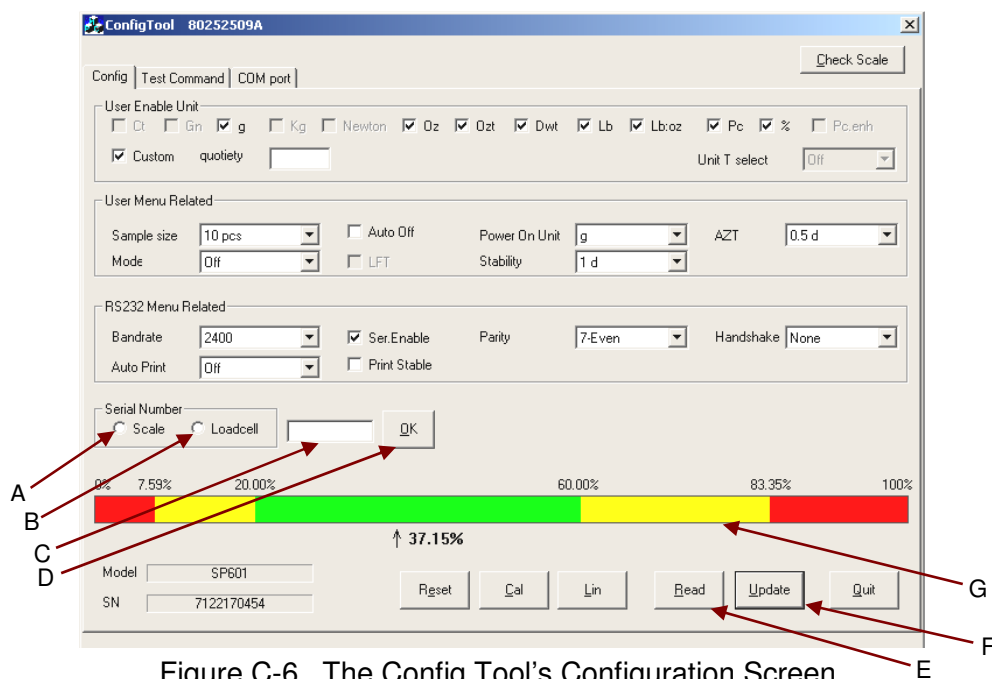 ConfigTool 80252509A
Check Scale
Config Test Command COM port
User Enable Unit
Ct Gn g Kg Newton Oz Ozt Dwt Lb Lb:oz Pc % Pc.enh
Custom quotiety Unit T select Off
User Menu Related
Sample size 10 pcs Auto Off Power On Unit g AZT 0.5 d
Mode Off LFT Stability 1 d
RS232 Menu Related
Bandrate 2400 Ser.Enable Parity 7-Even Handshake None
Auto Print Off Print Stable
Serial Number
Scale Loadcell OK
A
0% 7.59% 20.00% 60.00% 83.35% 100%
B
↑ 37.15%
C
D
Model SP601
Reset Cal Lin Read Update Quit
G
SN 7122170454
F
E
Figure C-6 The Config Tool's Configuration Screen